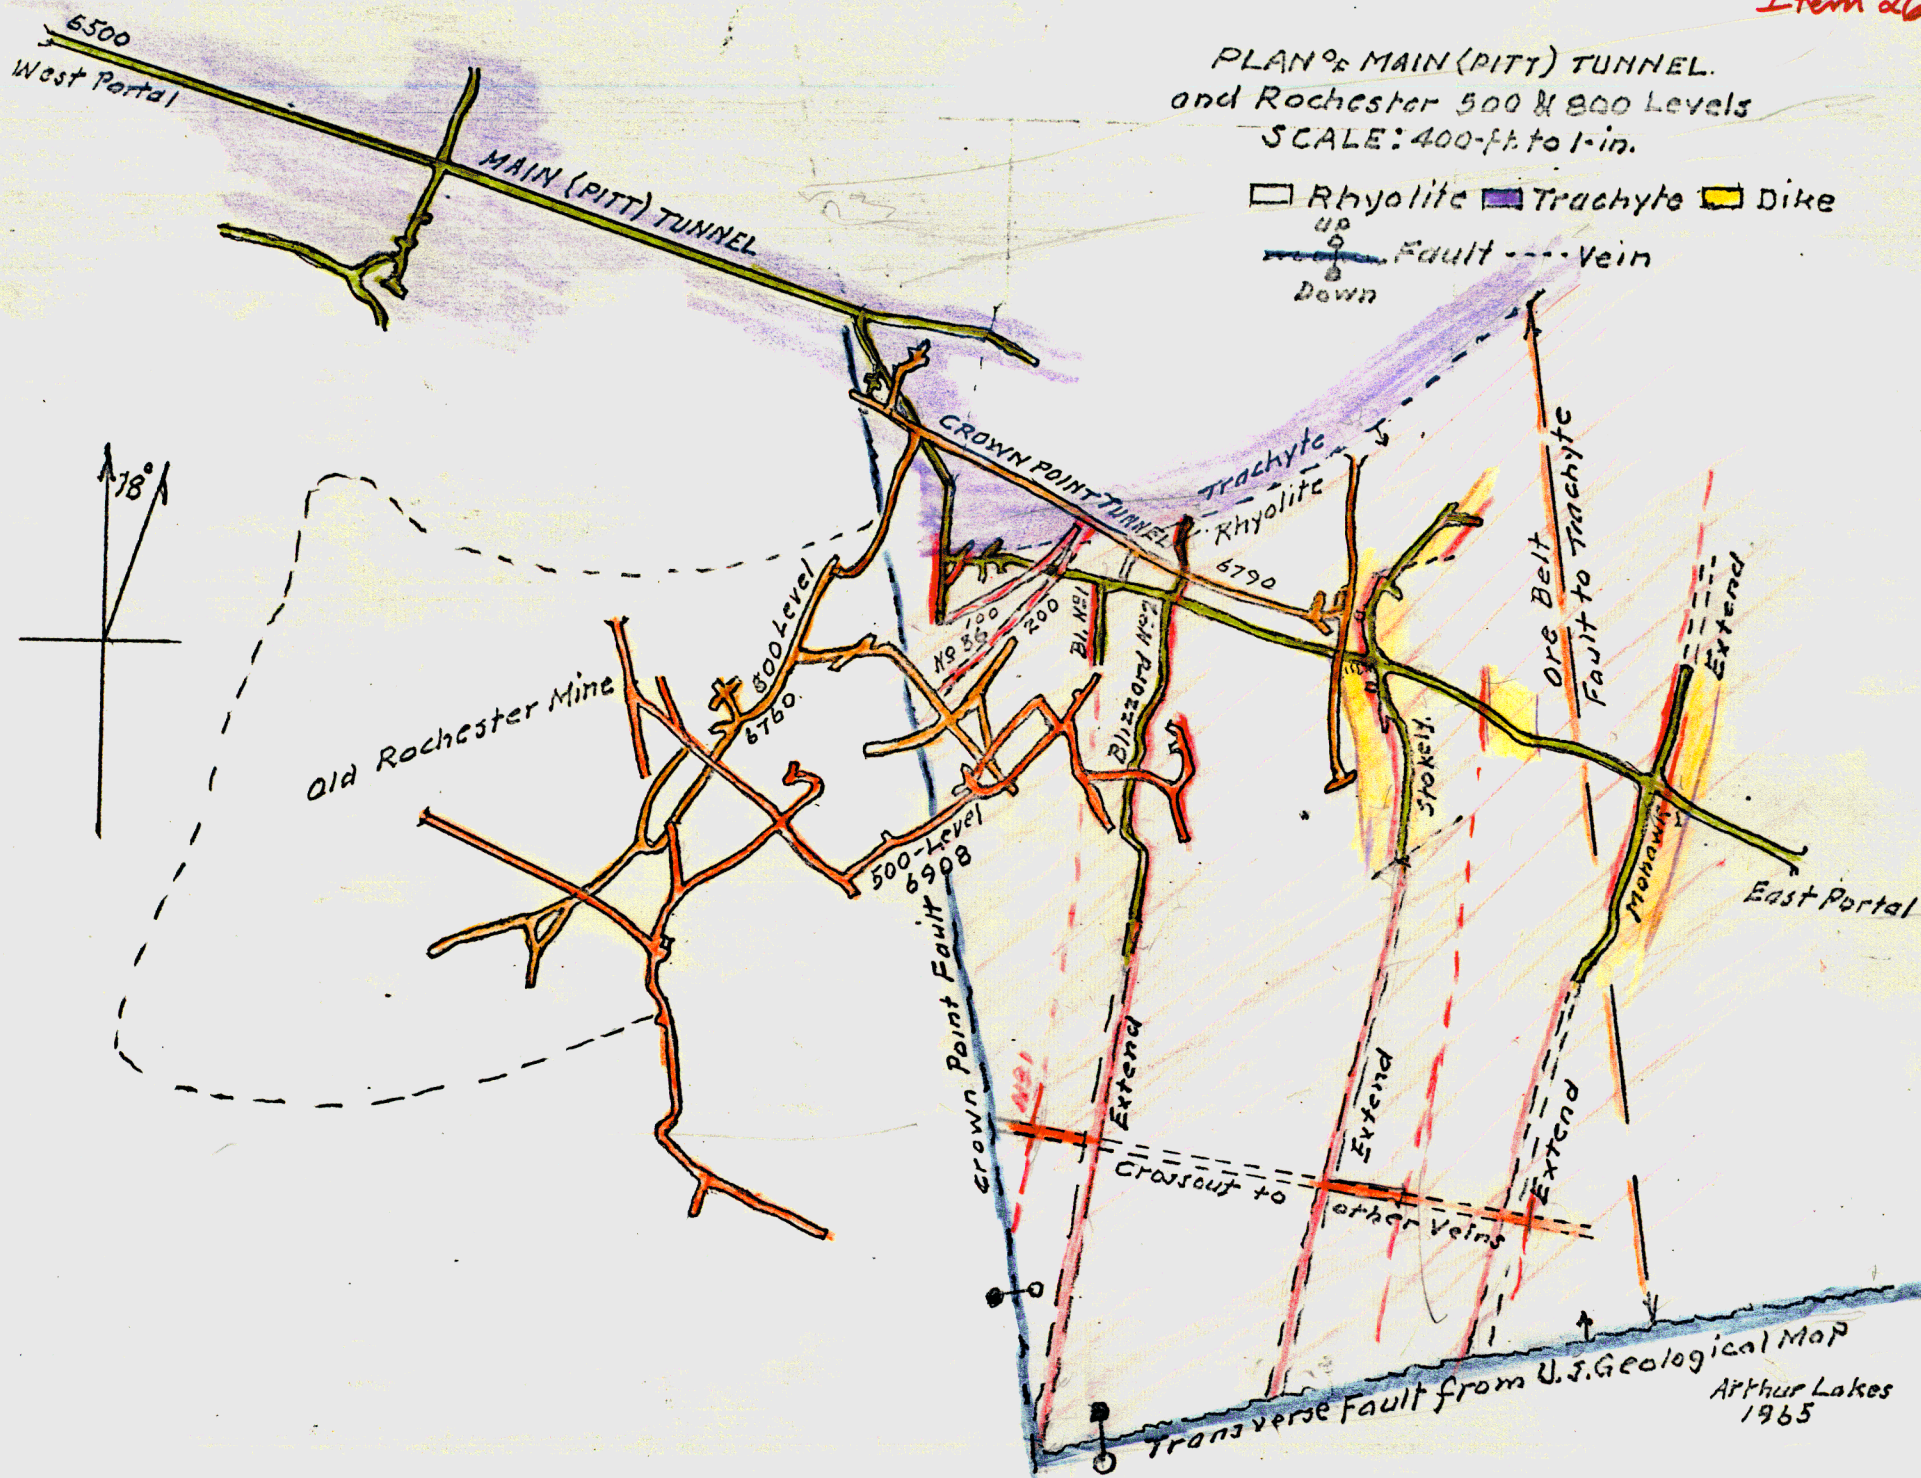 Item 26
6500
West Portal
PLAN of MAIN (PITT) TUNNEL.
and Rochester 500 & 800 Levels
SCALE: 400-ft. to 1-in.
Rhyolite Trachyte Dike
UP
Fault ---- Vein
Down
MAIN (PITT) TUNNEL
CROWN POINT TUNNEL
Trachyte
Rhyolite
6790
18°
Ore Belt
Fault to Trachyte
Extend
800 Level
6760
Old Rochester Mine
100
200
Bl. No1
Blizzard No2
Stokely.
Mohawk
East Portal
500-Level
6908
Crown Point Fault
No1
Extend
Extend
Extend
Crosscut to
other Veins
Transverse Fault from U.S. Geological Map
Arthur Lakes
1965